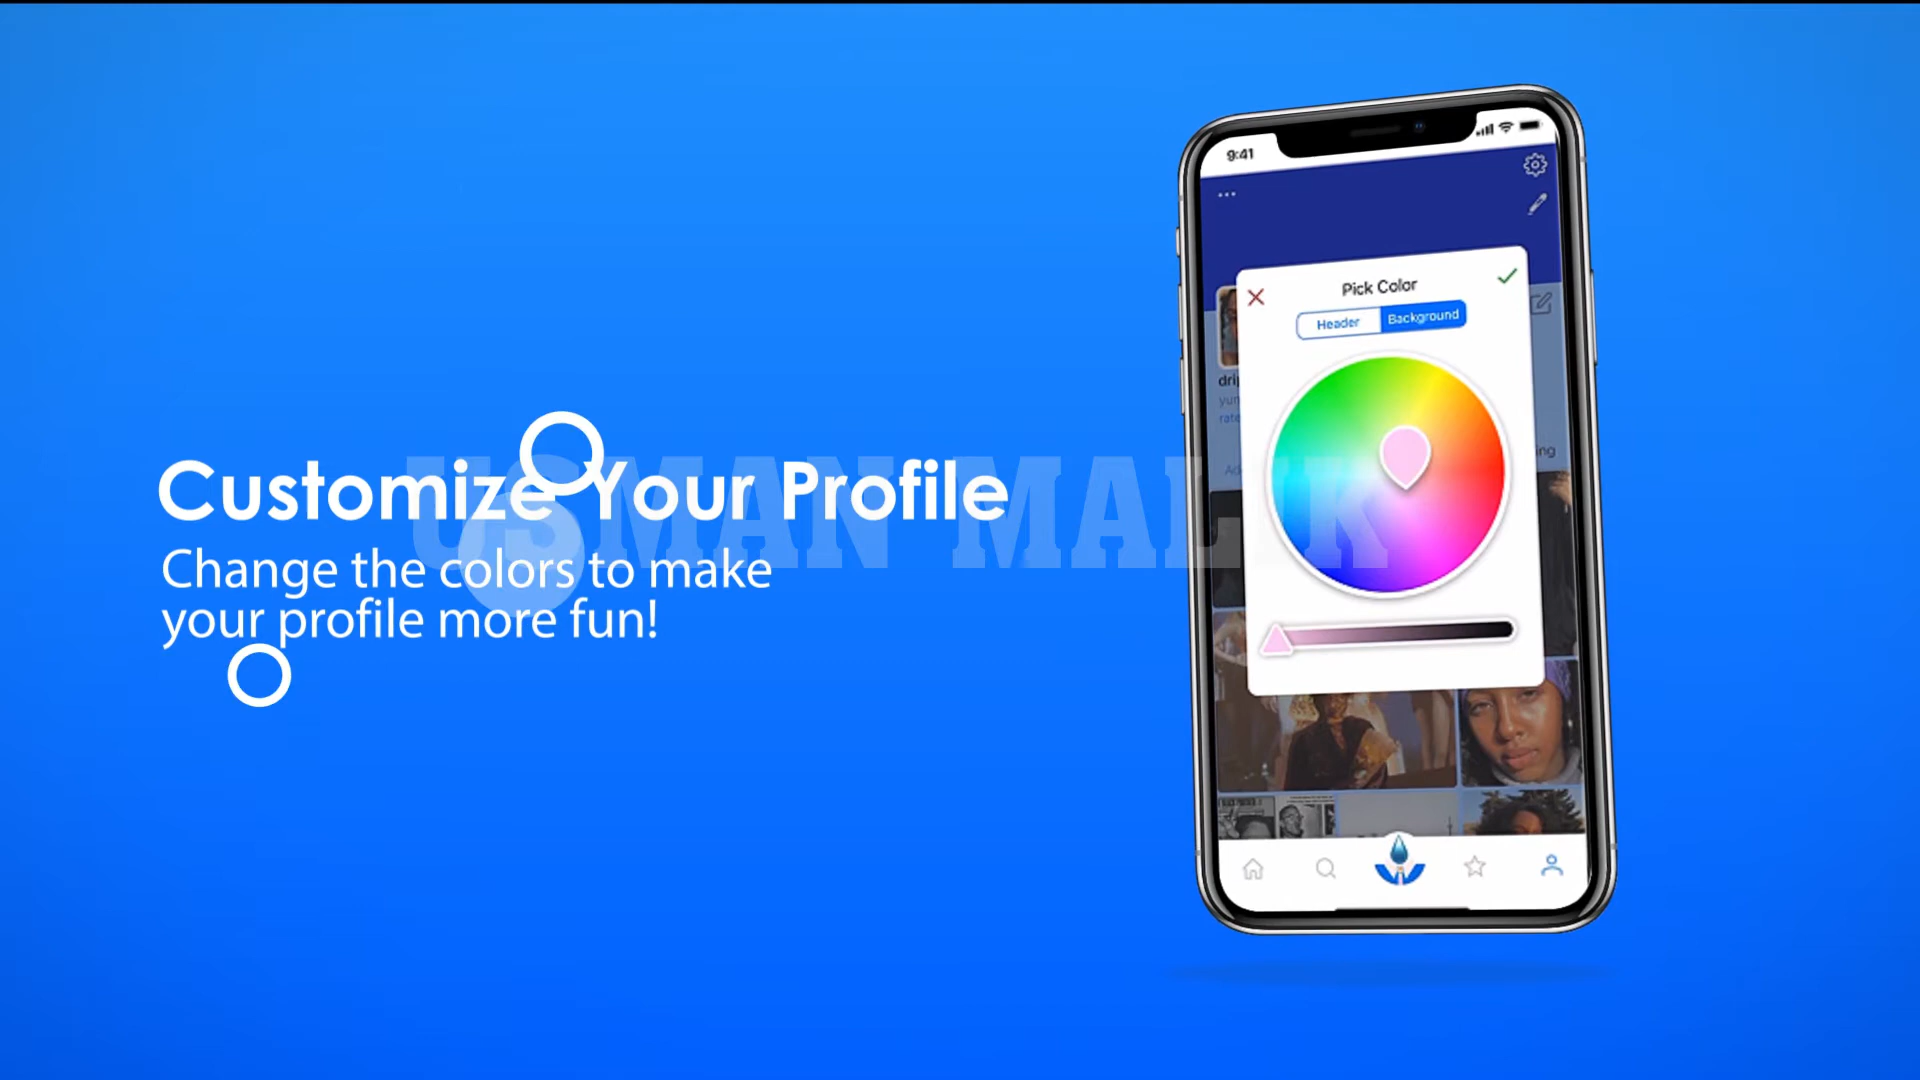 Customize Your Profile
Change the colors to make
your profile more fun!
USMAN MALIK
9:41
Pick Color
Header
Background